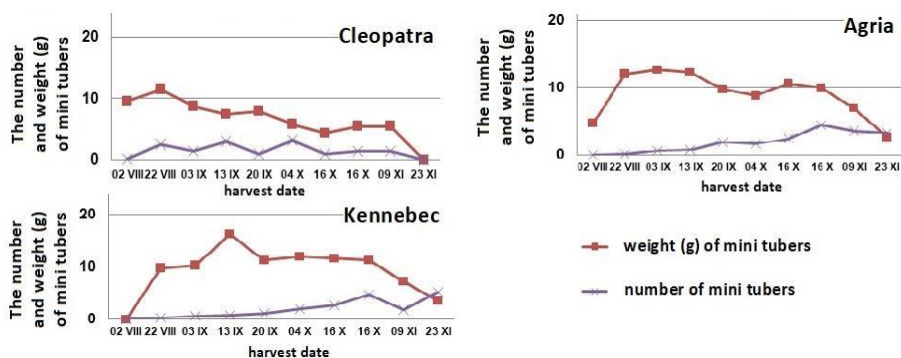 Cleopatra
The number
and weight (g)
of mini tubers
20
10
0
02 VIII 22 VIII 03 IX 13 IX 20 IX 04 X 16 X 16 X 09 XI 23 XI
harvest date
Agria
The number
and weight (g)
of mini tubers
20
10
0
02 VIII 22 VIII 03 IX 13 IX 20 IX 04 X 16 X 16 X 09 XI 23 XI
harvest date
Kennebec
The number
and weight (g)
of mini tubers
20
10
0
02 VIII 22 VIII 03 IX 13 IX 20 IX 04 X 16 X 16 X 09 XI 23 XI
harvest date
weight (g) of mini tubers
number of mini tubers